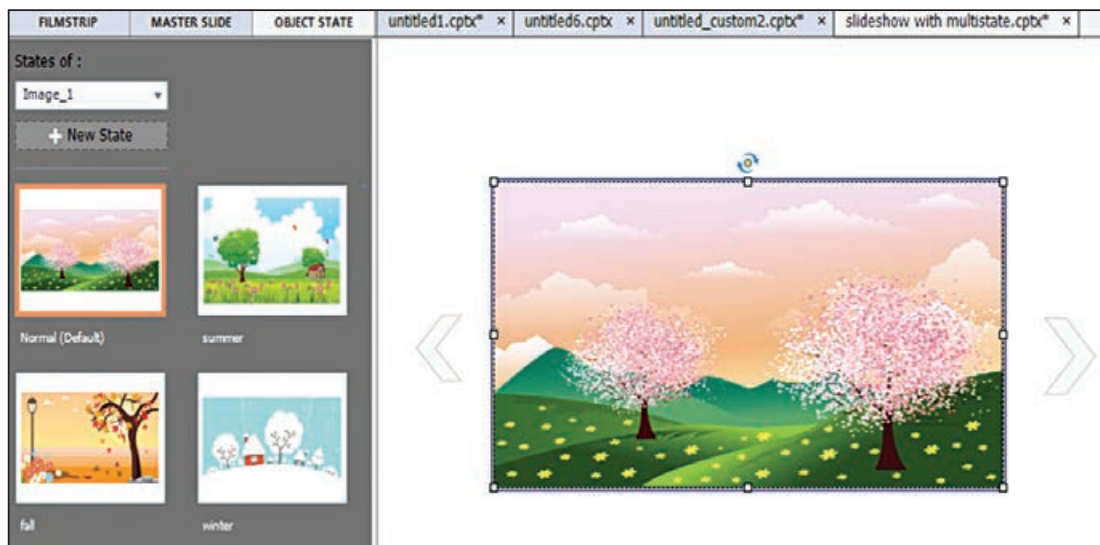 FILMSTRIP MASTER SLIDE OBJECT STATE untitled1.cptx* × untitled6.cptx × untitled_custom2.cptx* × slideshow with multistate.cptx* ×
States of :
Image_1
New State
Normal (Default) summer
fall winter